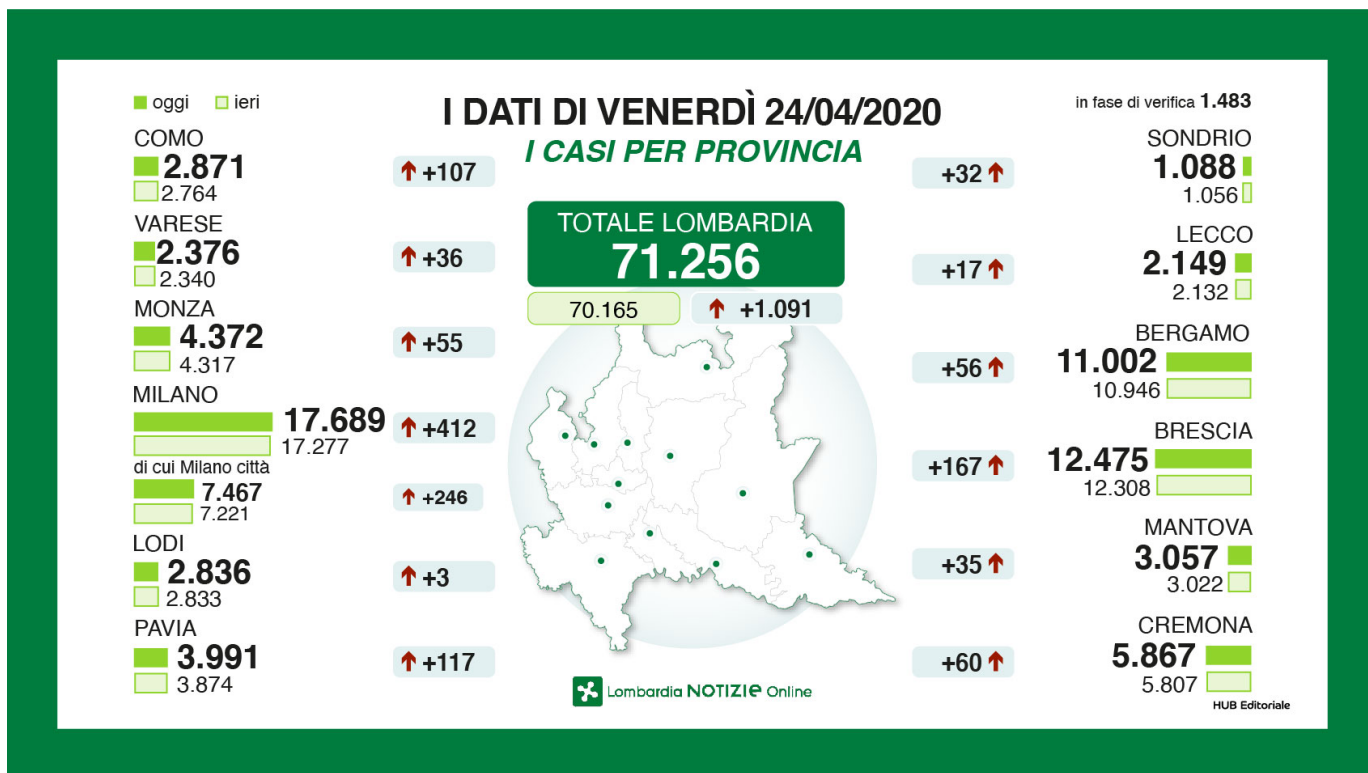 oggi ieri
I DATI DI VENERDÌ 24/04/2020
I CASI PER PROVINCIA
in fase di verifica 1.483
TOTALE LOMBARDIA
71.256
70.165 +1.091
COMO
2.871
2.764
+107
VARESE
2.376
2.340
+36
MONZA
4.372
4.317
+55
MILANO
17.689
17.277
+412
di cui Milano città
7.467
7.221
+246
LODI
2.836
2.833
+3
PAVIA
3.991
3.874
+117
SONDRIO
+32
1.088
1.056
LECCO
+17
2.149
2.132
BERGAMO
+56
11.002
10.946
BRESCIA
+167
12.475
12.308
MANTOVA
+35
3.057
3.022
CREMONA
+60
5.867
5.807
Lombardia NOTIZIe Online
HUB Editoriale